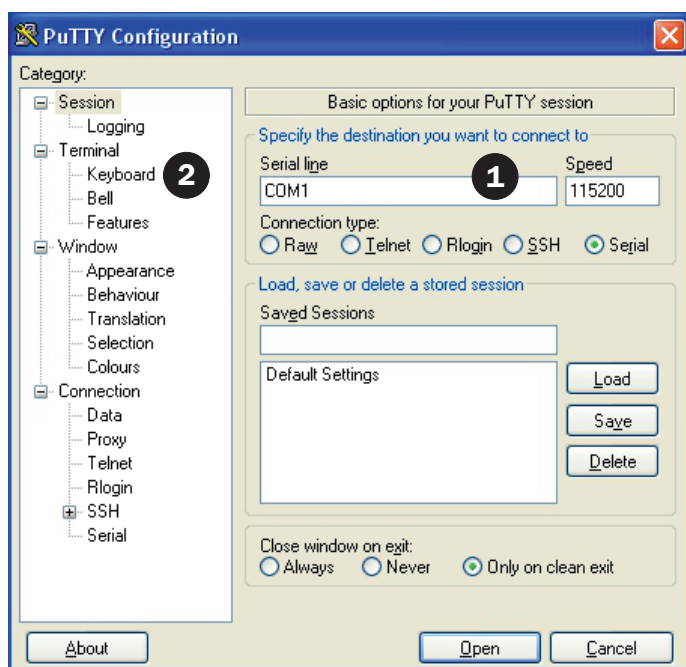 PuTTY Configuration
Category:
Session
Logging
Terminal
Keyboard
Bell
Features
Window
Appearance
Behaviour
Translation
Selection
Colours
Connection
Data
Proxy
Telnet
Rlogin
SSH
Serial
2
Basic options for your PuTTY session
Specify the destination you want to connect to
Serial line Speed
1
COM1 115200
Connection type:
Raw Telnet Rlogin SSH Serial
Load, save or delete a stored session
Saved Sessions
Default Settings
Load
Save
Delete
Close window on exit:
Always Never Only on clean exit
About Open Cancel